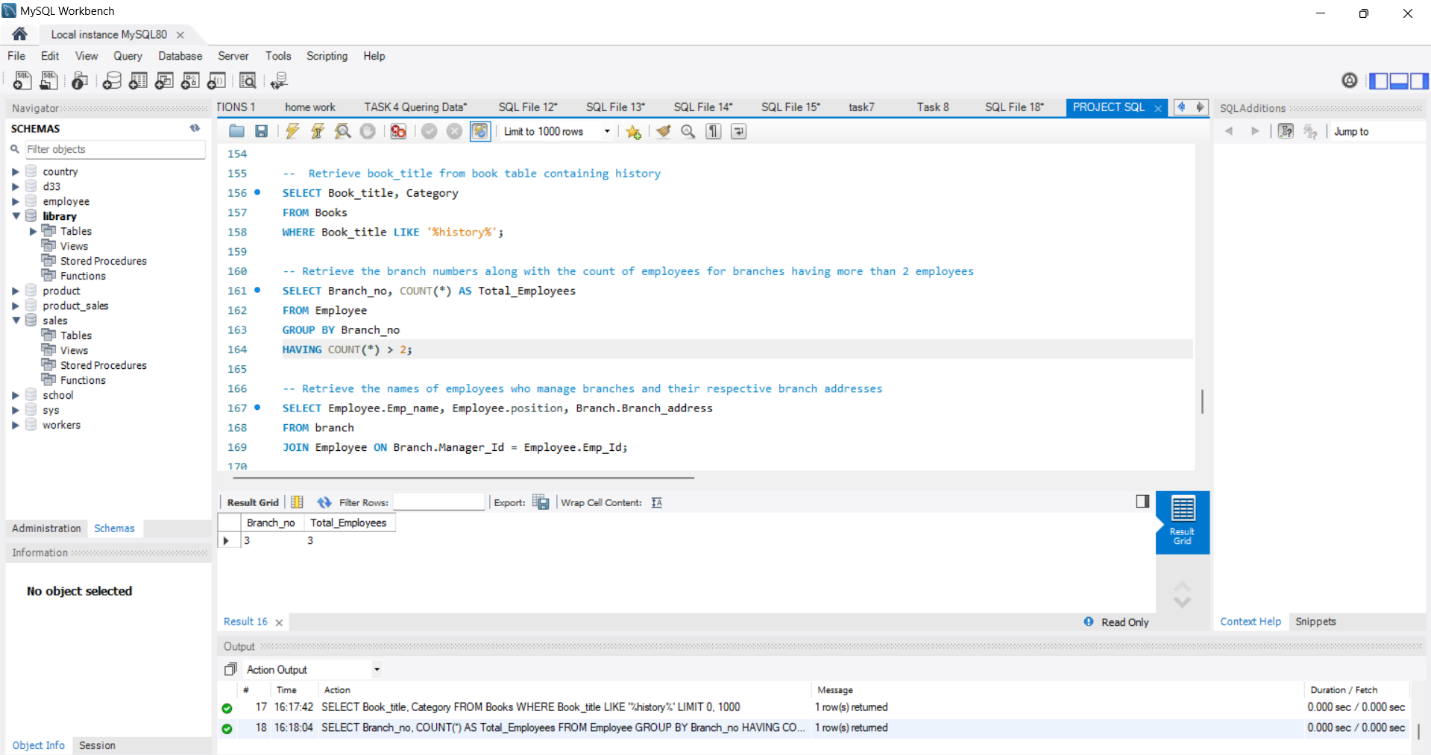 MySQL Workbench
Local instance MySQL80
File Edit View Query Database Server Tools Scripting Help
Navigator
SCHEMAS
Filter objects
country
d33
employee
library
Tables
Views
Stored Procedures
Functions
product
product_sales
sales
Tables
Views
Stored Procedures
Functions
school
sys
workers
Administration Schemas
Information
No object selected
Object Info Session
TIONS 1 home work TASK 4 Quering Data* SQL File 12* SQL File 13* SQL File 14* SQL File 15* task7 Task 8 SQL File 18* PROJECT SQL
Limit to 1000 rows
154
155 -- Retrieve book_title from book table containing history
156 SELECT Book_title, Category
157 FROM Books
158 WHERE Book_title LIKE '%history%';
159
160 -- Retrieve the branch numbers along with the count of employees for branches having more than 2 employees
161 SELECT Branch_no, COUNT(*) AS Total_Employees
162 FROM Employee
163 GROUP BY Branch_no
164 HAVING COUNT(*) > 2;
165
166 -- Retrieve the names of employees who manage branches and their respective branch addresses
167 SELECT Employee.Emp_name, Employee.position, Branch.Branch_address
168 FROM branch
169 JOIN Employee ON Branch.Manager_Id = Employee.Emp_Id;
170
Result Grid Filter Rows: Export: Wrap Cell Content:
Branch_no Total_Employees
3 3
Result Grid
Result 16
Read Only
SQLAdditions
Jump to
Context Help Snippets
Output
Action Output
# Time Action Message Duration / Fetch
17 16:17:42 SELECT Book_title, Category FROM Books WHERE Book_title LIKE '%history%' LIMIT 0, 1000 1 row(s) returned 0.000 sec / 0.000 sec
18 16:18:04 SELECT Branch_no, COUNT(*) AS Total_Employees FROM Employee GROUP BY Branch_no HAVING CO... 1 row(s) returned 0.000 sec / 0.000 sec